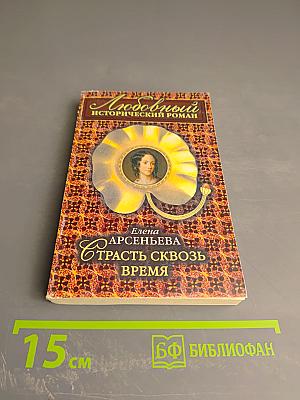 Любовный
ИСТОРИЧЕСКИЙ РОМАН
Елена
АРСЕНЬЕВА
СТРАСТЬ СКВОЗЬ
ВРЕМЯ
15 см
БФ БИБЛИОФАН